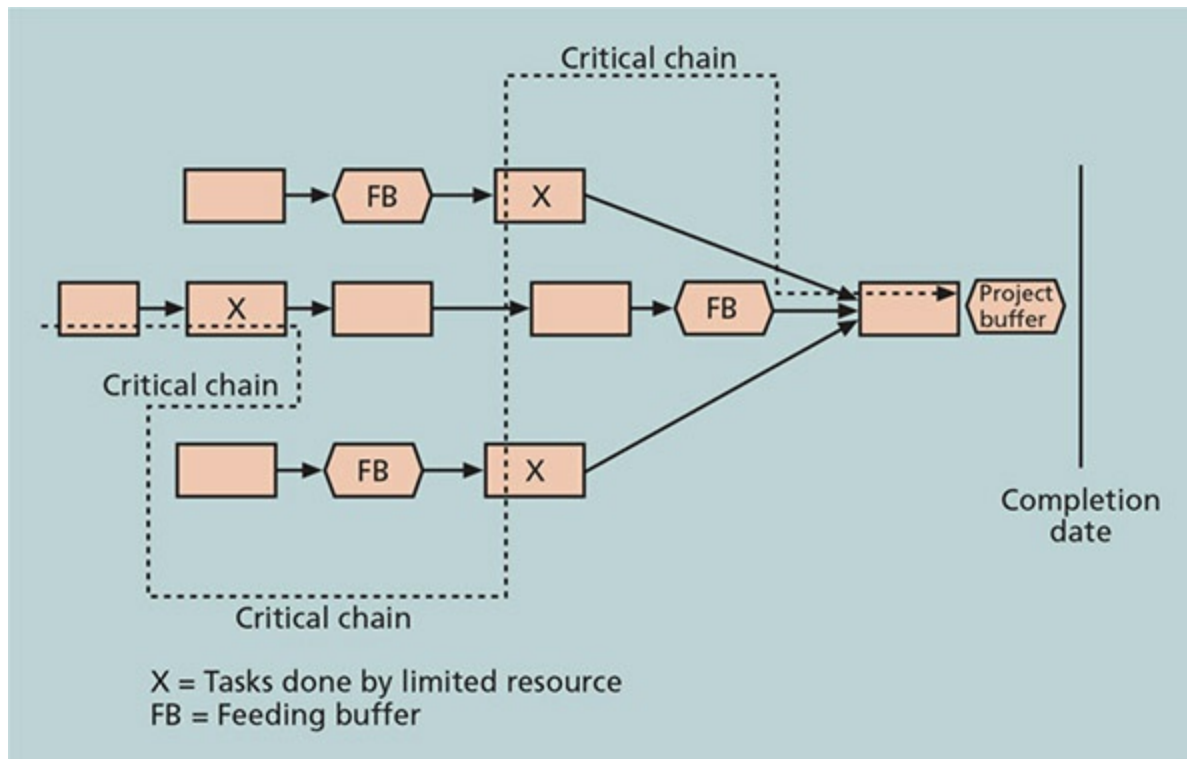 Critical chain
FB
X
X
FB
Project
buffer
Critical chain
FB
X
Completion
date
Critical chain
X = Tasks done by limited resource
FB = Feeding buffer